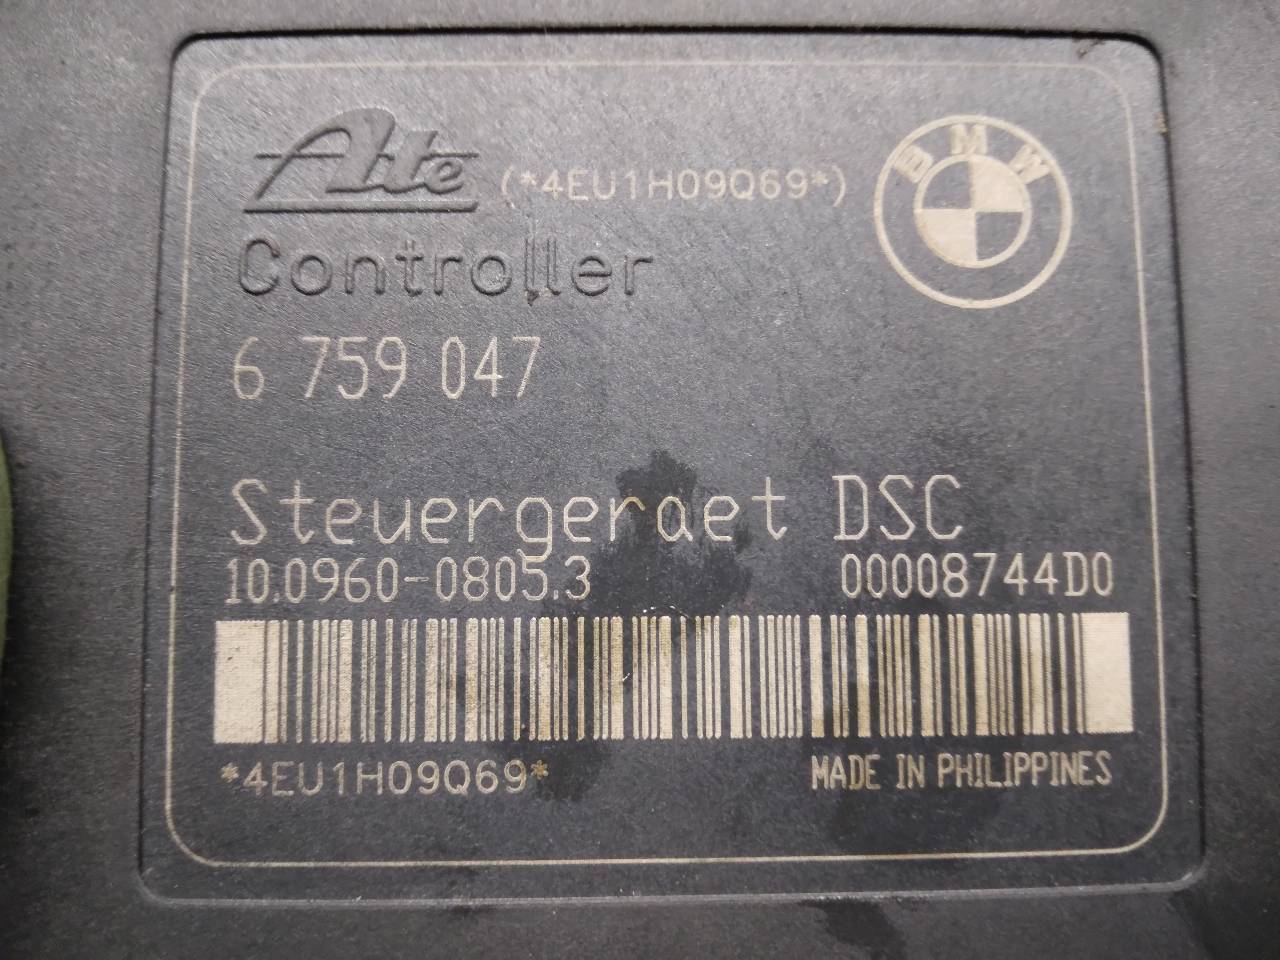 Ate (*4EU1H09Q69*)
BMW
Controller
6 759 047
Steuergeraet DSC
10.0960-0805.3 00008744D0
*4EU1H09Q69* MADE IN PHILIPPINES